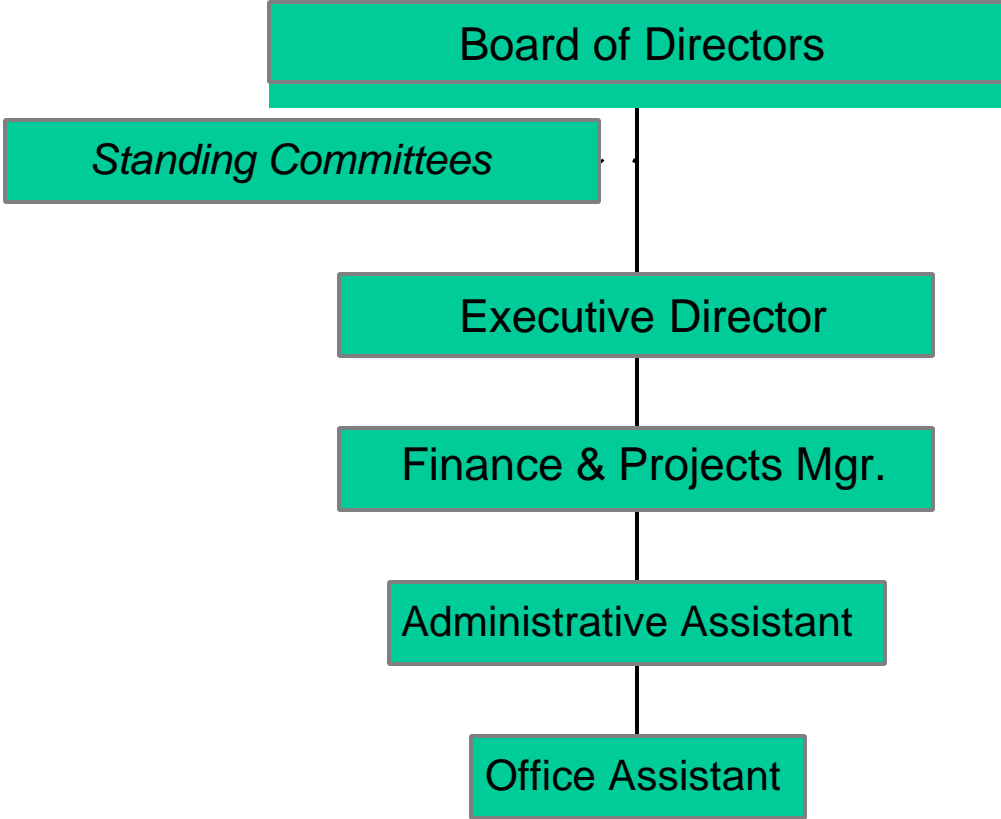 Board of Directors
Standing Committees
Executive Director
Finance & Projects Mgr.
Administrative Assistant
Office Assistant